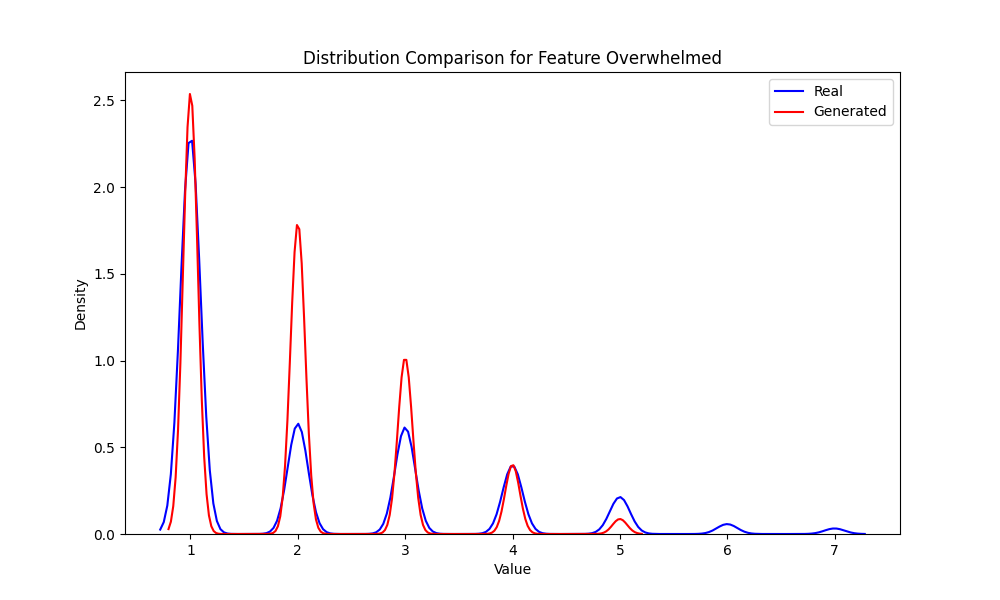 Distribution Comparison for Feature Overwhelmed
Real
Generated
Density
2.5
2.0
1.5
1.0
0.5
0.0
1 2 3 4 5 6 7
Value